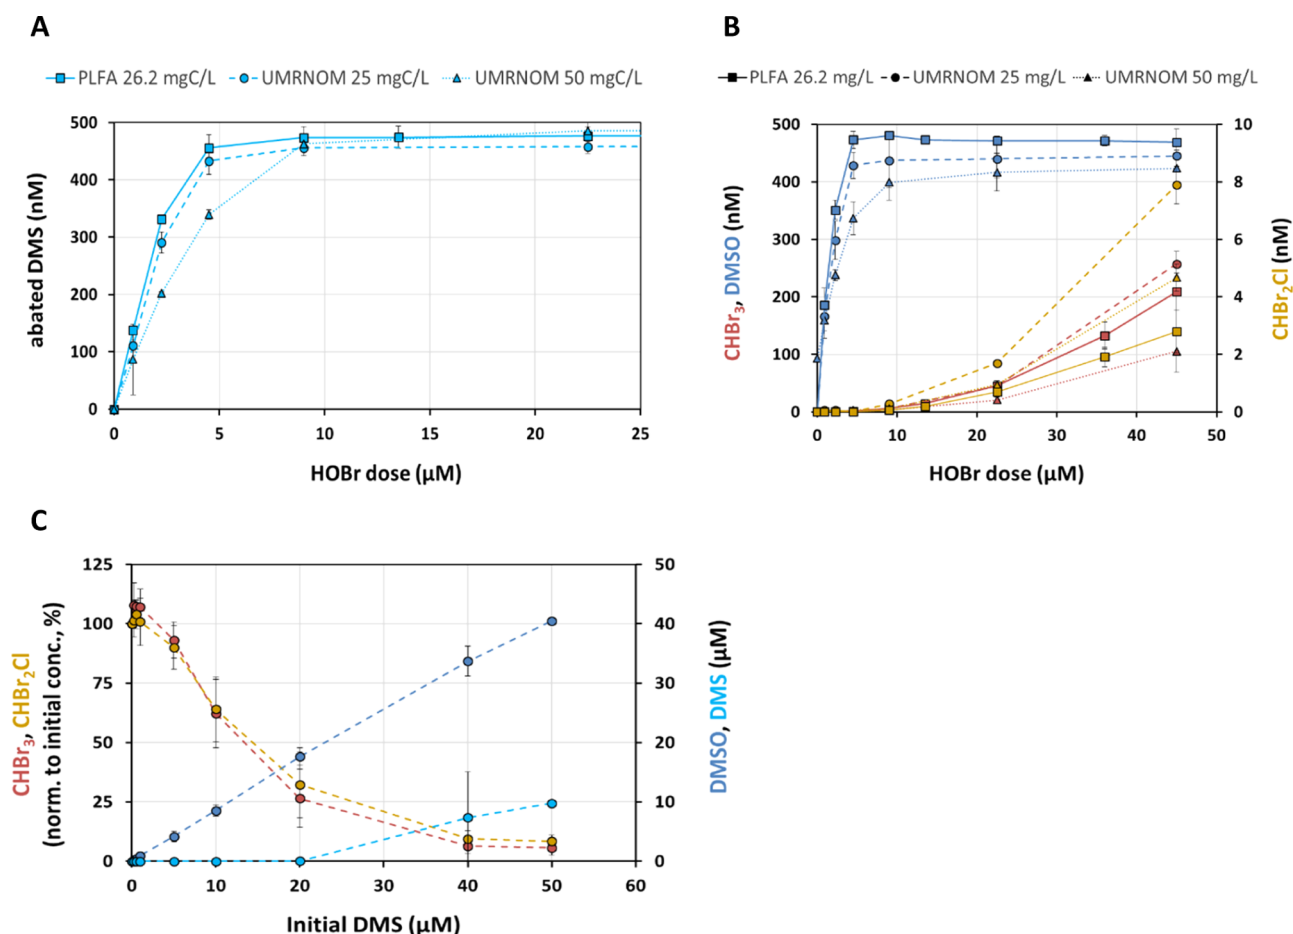 A
PLFA 26.2 mgC/L UMRNOM 25 mgC/L UMRNOM 50 mgC/L
500
400
300
200
100
0
abated DMS (nM)
0 5 10 15 20 25
HOBr dose (µM)
B
PLFA 26.2 mg/L UMRNOM 25 mg/L UMRNOM 50 mg/L
500
400
300
200
100
0
CHBr₃, DMSO (nM)
10
8
6
4
2
0
CHBr₂Cl (nM)
0 10 20 30 40 50
HOBr dose (µM)
C
125
100
75
50
25
0
CHBr₃, CHBr₂Cl
(norm. to initial conc., %)
50
40
30
20
10
0
DMSO, DMS (µM)
0 10 20 30 40 50 60
Initial DMS (µM)